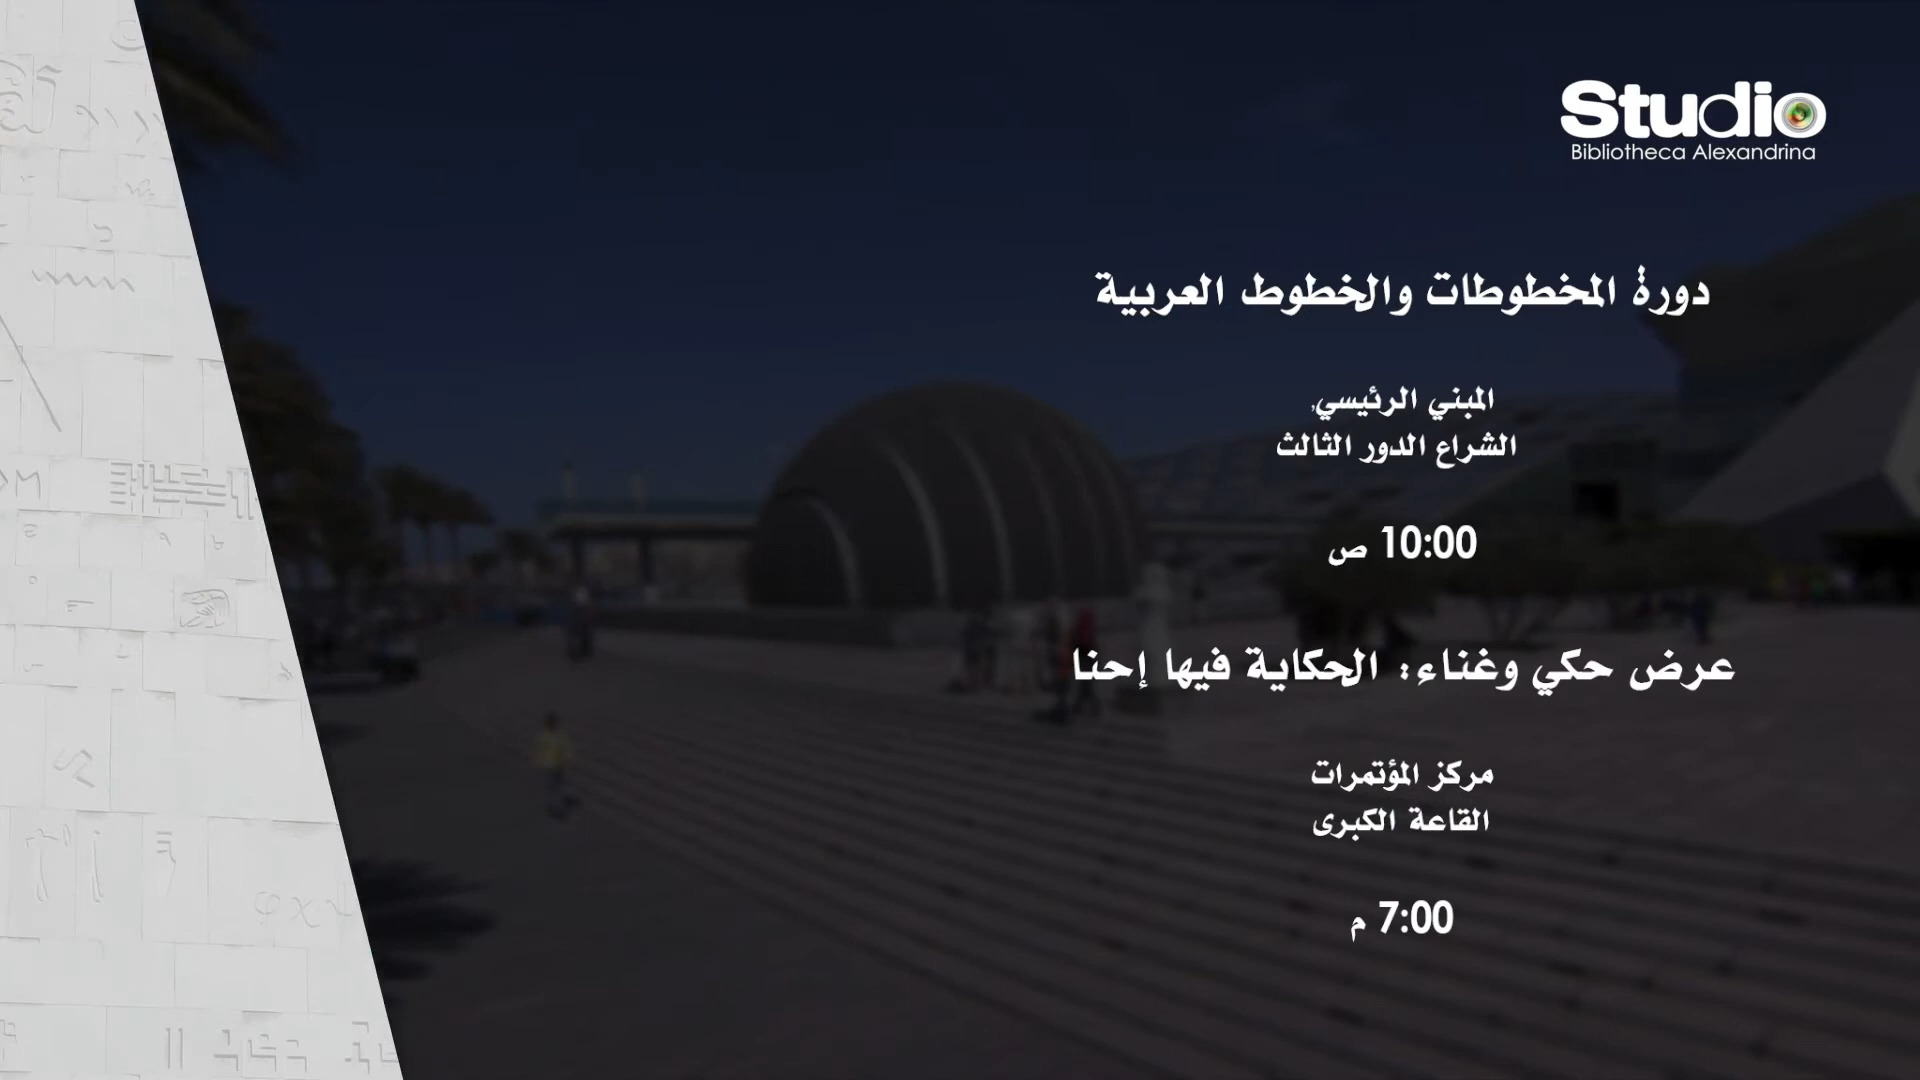 Studio
Bibliotheca Alexandrina
دورة المخطوطات والخطوط العربية
المبني الرئيسي,
الشراع الدور الثالث
10:00 ص
عرض حكي وغناء: الحكاية فيها إحنا
مركز المؤتمرات
القاعة الكبرى
7:00 م